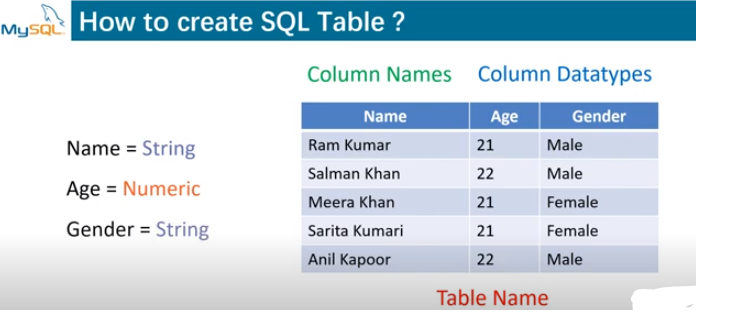 MySQL How to create SQL Table ?
Column Names Column Datatypes
Name Age Gender
Ram Kumar 21 Male
Salman Khan 22 Male
Meera Khan 21 Female
Sarita Kumari 21 Female
Anil Kapoor 22 Male
Name = String
Age = Numeric
Gender = String
Table Name